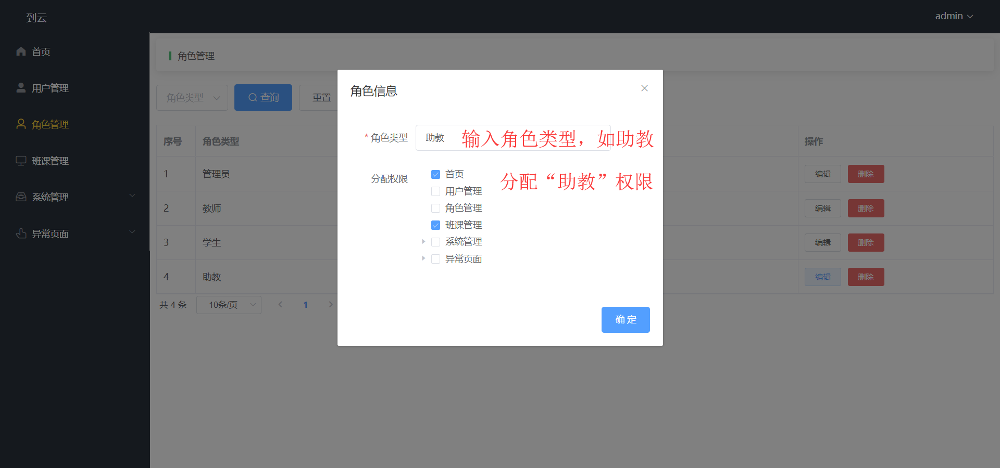 到云
admin
首页
用户管理
角色管理
班课管理
系统管理
异常页面
角色管理
角色类型 查询 重置
序号 角色类型 操作
1 管理员 编辑 删除
2 教师 编辑 删除
3 学生 编辑 删除
4 助教 编辑 删除
共 4 条 10条/页 1
角色信息
* 角色类型 助教 输入角色类型，如助教
分配权限 分配“助教”权限
首页
用户管理
角色管理
班课管理
系统管理
异常页面
确 定